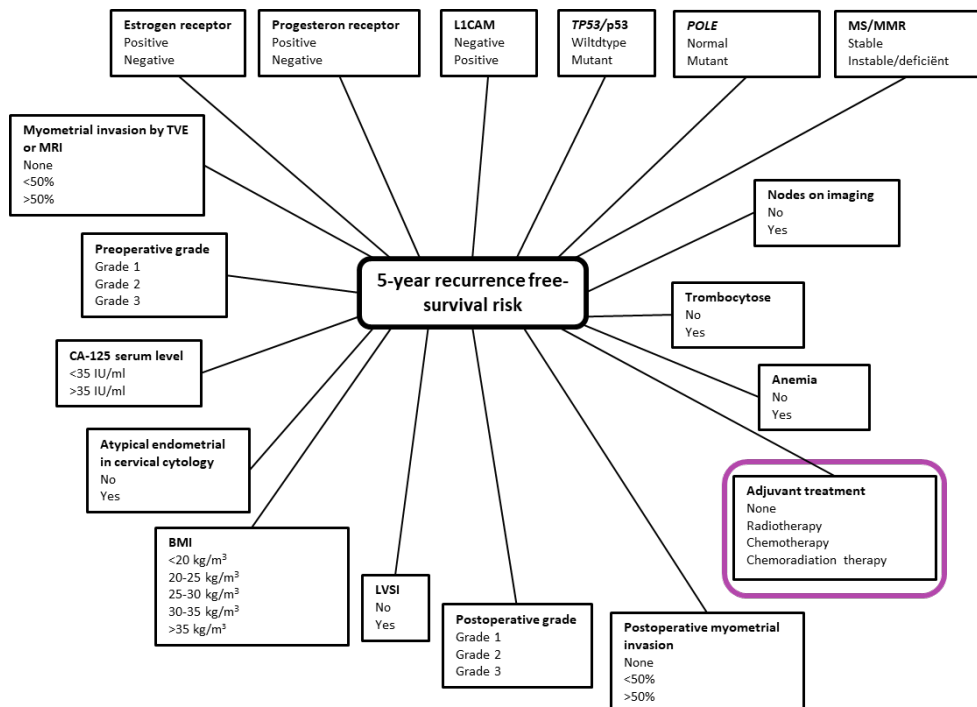 Estrogen receptor
Positive
Negative
Progesteron receptor
Positive
Negative
L1CAM
Negative
Positive
TP53/p53
Wiltdtype
Mutant
POLE
Normal
Mutant
MS/MMR
Stable
Instable/deficiënt
Myometrial invasion by TVE
or MRI
None
<50%
>50%
Nodes on imaging
No
Yes
Preoperative grade
Grade 1
Grade 2
Grade 3
5-year recurrence free-
survival risk
Trombocytose
No
Yes
CA-125 serum level
<35 IU/ml
>35 IU/ml
Anemia
No
Yes
Atypical endometrial
in cervical cytology
No
Yes
Adjuvant treatment
None
Radiotherapy
Chemotherapy
Chemoradiation therapy
BMI
<20 kg/m³
20-25 kg/m³
25-30 kg/m³
30-35 kg/m³
>35 kg/m³
LVSI
No
Yes
Postoperative grade
Grade 1
Grade 2
Grade 3
Postoperative myometrial
invasion
None
<50%
>50%